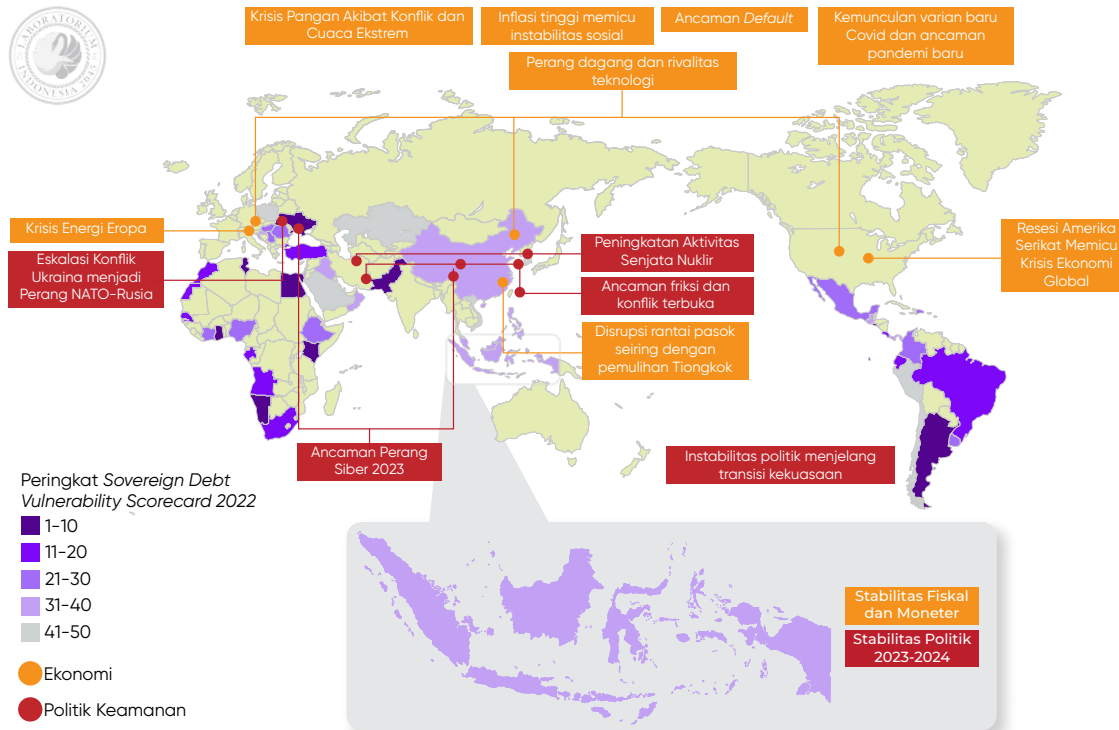 LABORATORIUM
INDONESIA 2045
Krisis Pangan Akibat Konflik dan
Cuaca Ekstrem
Inflasi tinggi memicu
instabilitas sosial
Ancaman Default
Kemunculan varian baru
Covid dan ancaman
pandemi baru
Perang dagang dan rivalitas
teknologi
Krisis Energi Eropa
Eskalasi Konflik
Ukraina menjadi
Perang NATO-Rusia
Peningkatan Aktivitas
Senjata Nuklir
Ancaman friksi dan
konflik terbuka
Disrupsi rantai pasok
seiring dengan
pemulihan Tiongkok
Resesi Amerika
Serikat Memicu
Krisis Ekonomi
Global
Ancaman Perang
Siber 2023
Instabilitas politik menjelang
transisi kekuasaan
Peringkat Sovereign Debt
Vulnerability Scorecard 2022
1-10
11-20
21-30
31-40
41-50
Ekonomi
Politik Keamanan
Stabilitas Fiskal
dan Moneter
Stabilitas Politik
2023-2024